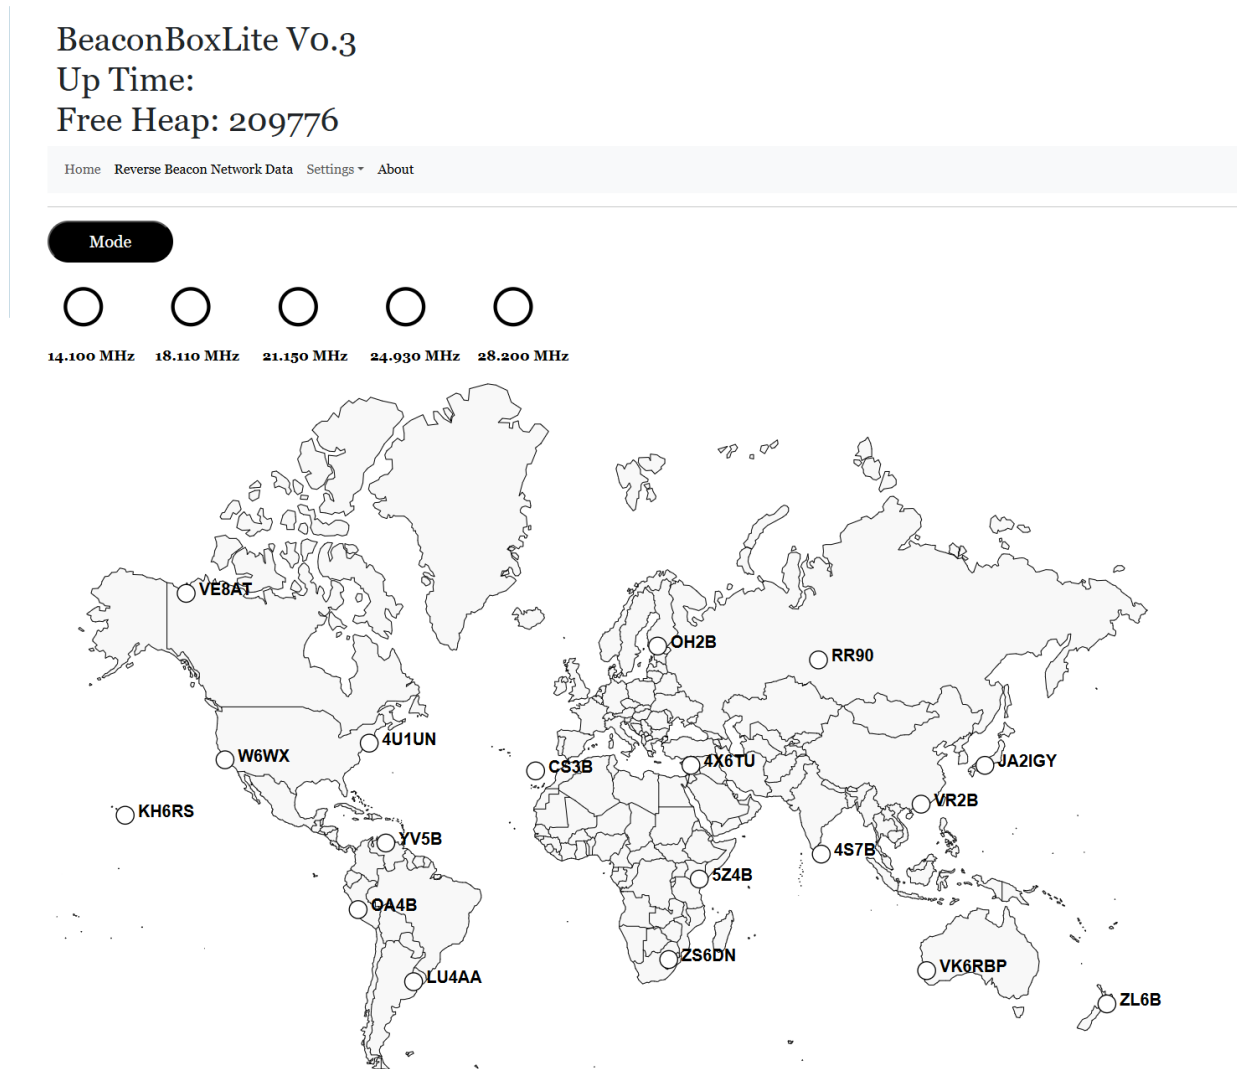 BeaconBoxLite V0.3
Up Time:
Free Heap: 209776
Home Reverse Beacon Network Data Settings About
Mode
14.100 MHz 18.110 MHz 21.150 MHz 24.930 MHz 28.200 MHz
VE8AT
OH2B
RR90
4U1UN
W6WX
CS3B
4X6TU
JA2IGY
KH6RS
VR2B
YV5B
4S7B
5Z4B
OA4B
ZS6DN
VK6RBP
LU4AA
ZL6B